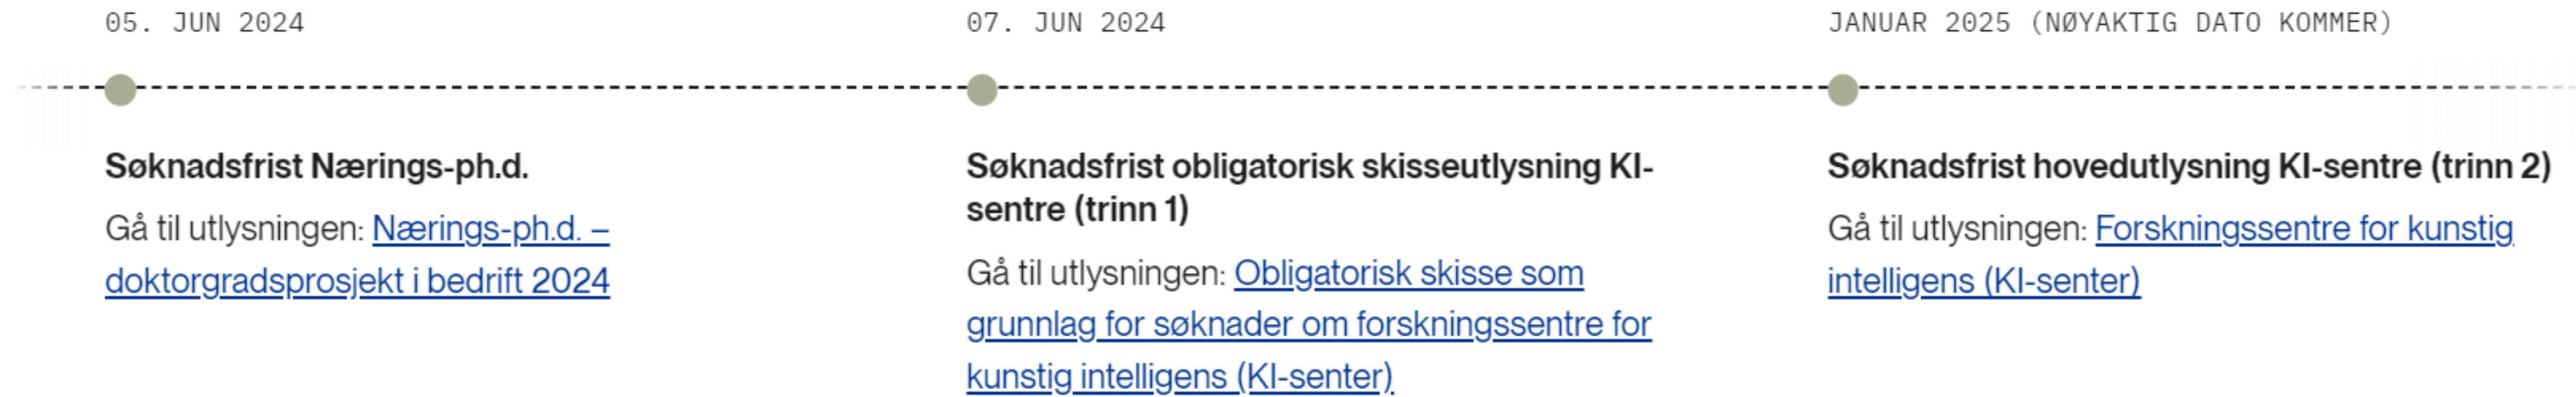 05. JUN 2024
Søknadsfrist Nærings-ph.d.
Gå til utlysningen: Nærings-ph.d. –
doktorgradsprosjekt i bedrift 2024
07. JUN 2024
Søknadsfrist obligatorisk skisseutlysning KI-
sentre (trinn 1)
Gå til utlysningen: Obligatorisk skisse som
grunnlag for søknader om forskningssentre for
kunstig intelligens (KI-senter)
JANUAR 2025 (NØYAKTIG DATO KOMMER)
Søknadsfrist hovedutlysning KI-sentre (trinn 2)
Gå til utlysningen: Forskningssentre for kunstig
intelligens (KI-senter)